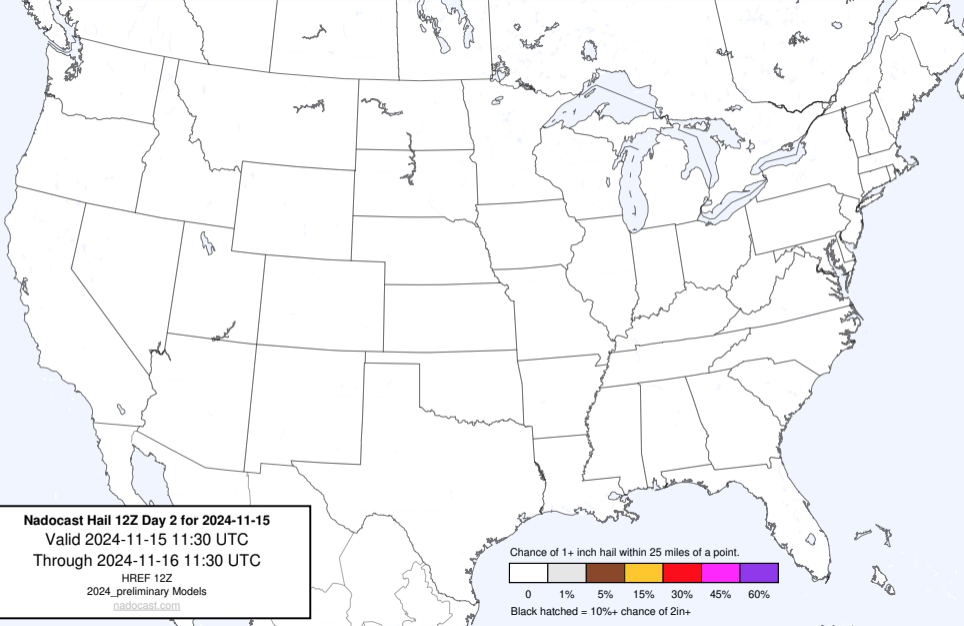 Nadocast Hail 12Z Day 2 for 2024-11-15
Valid 2024-11-15 11:30 UTC
Through 2024-11-16 11:30 UTC
HREF 12Z
2024_preliminary Models
nadocast.com
Chance of 1+ inch hail within 25 miles of a point.
0 1% 5% 15% 30% 45% 60%
Black hatched = 10%+ chance of 2in+